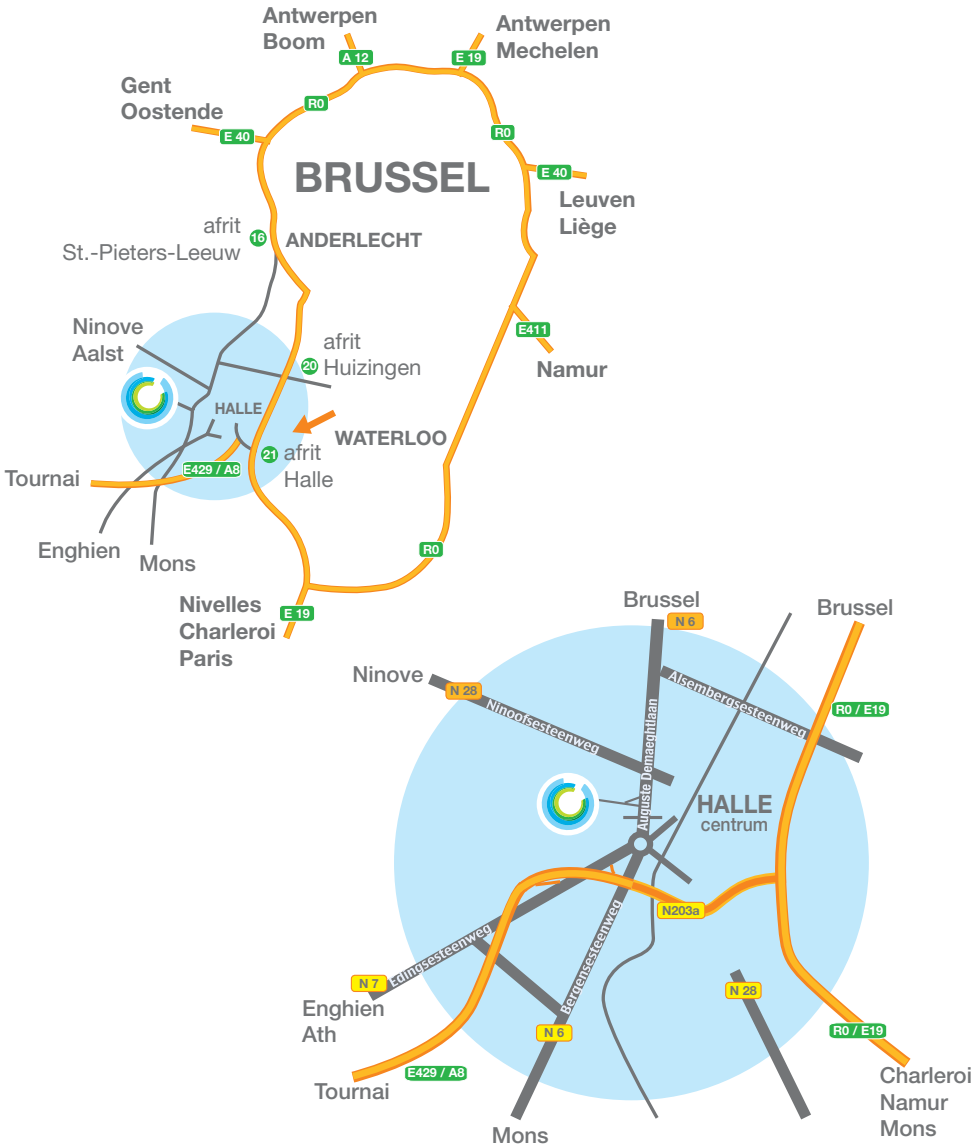 Antwerpen
Boom
Antwerpen
Mechelen
A 12
E 19
Gent
Oostende
R0
E 40
R0
BRUSSEL
E 40
Leuven
Liège
afrit
St.-Pieters-Leeuw
16
ANDERLECHT
Ninove
Aalst
afrit
Huizingen
20
E411
Namur
HALLE
WATERLOO
21
afrit
Halle
Tournai
E429 / A8
Enghien
Mons
R0
Nivelles
Charleroi
Paris
E 19
Brussel
N 6
Brussel
Ninove
N 28
Ninoofsesteenweg
Alsembergsesteenweg
R0 / E19
Auguste Demaeghtlaan
HALLE
centrum
N203a
Edingsesteenweg
Bergensesteenweg
N 7
Enghien
Ath
N 6
N 28
R0 / E19
Tournai
E429 / A8
Mons
Charleroi
Namur
Mons